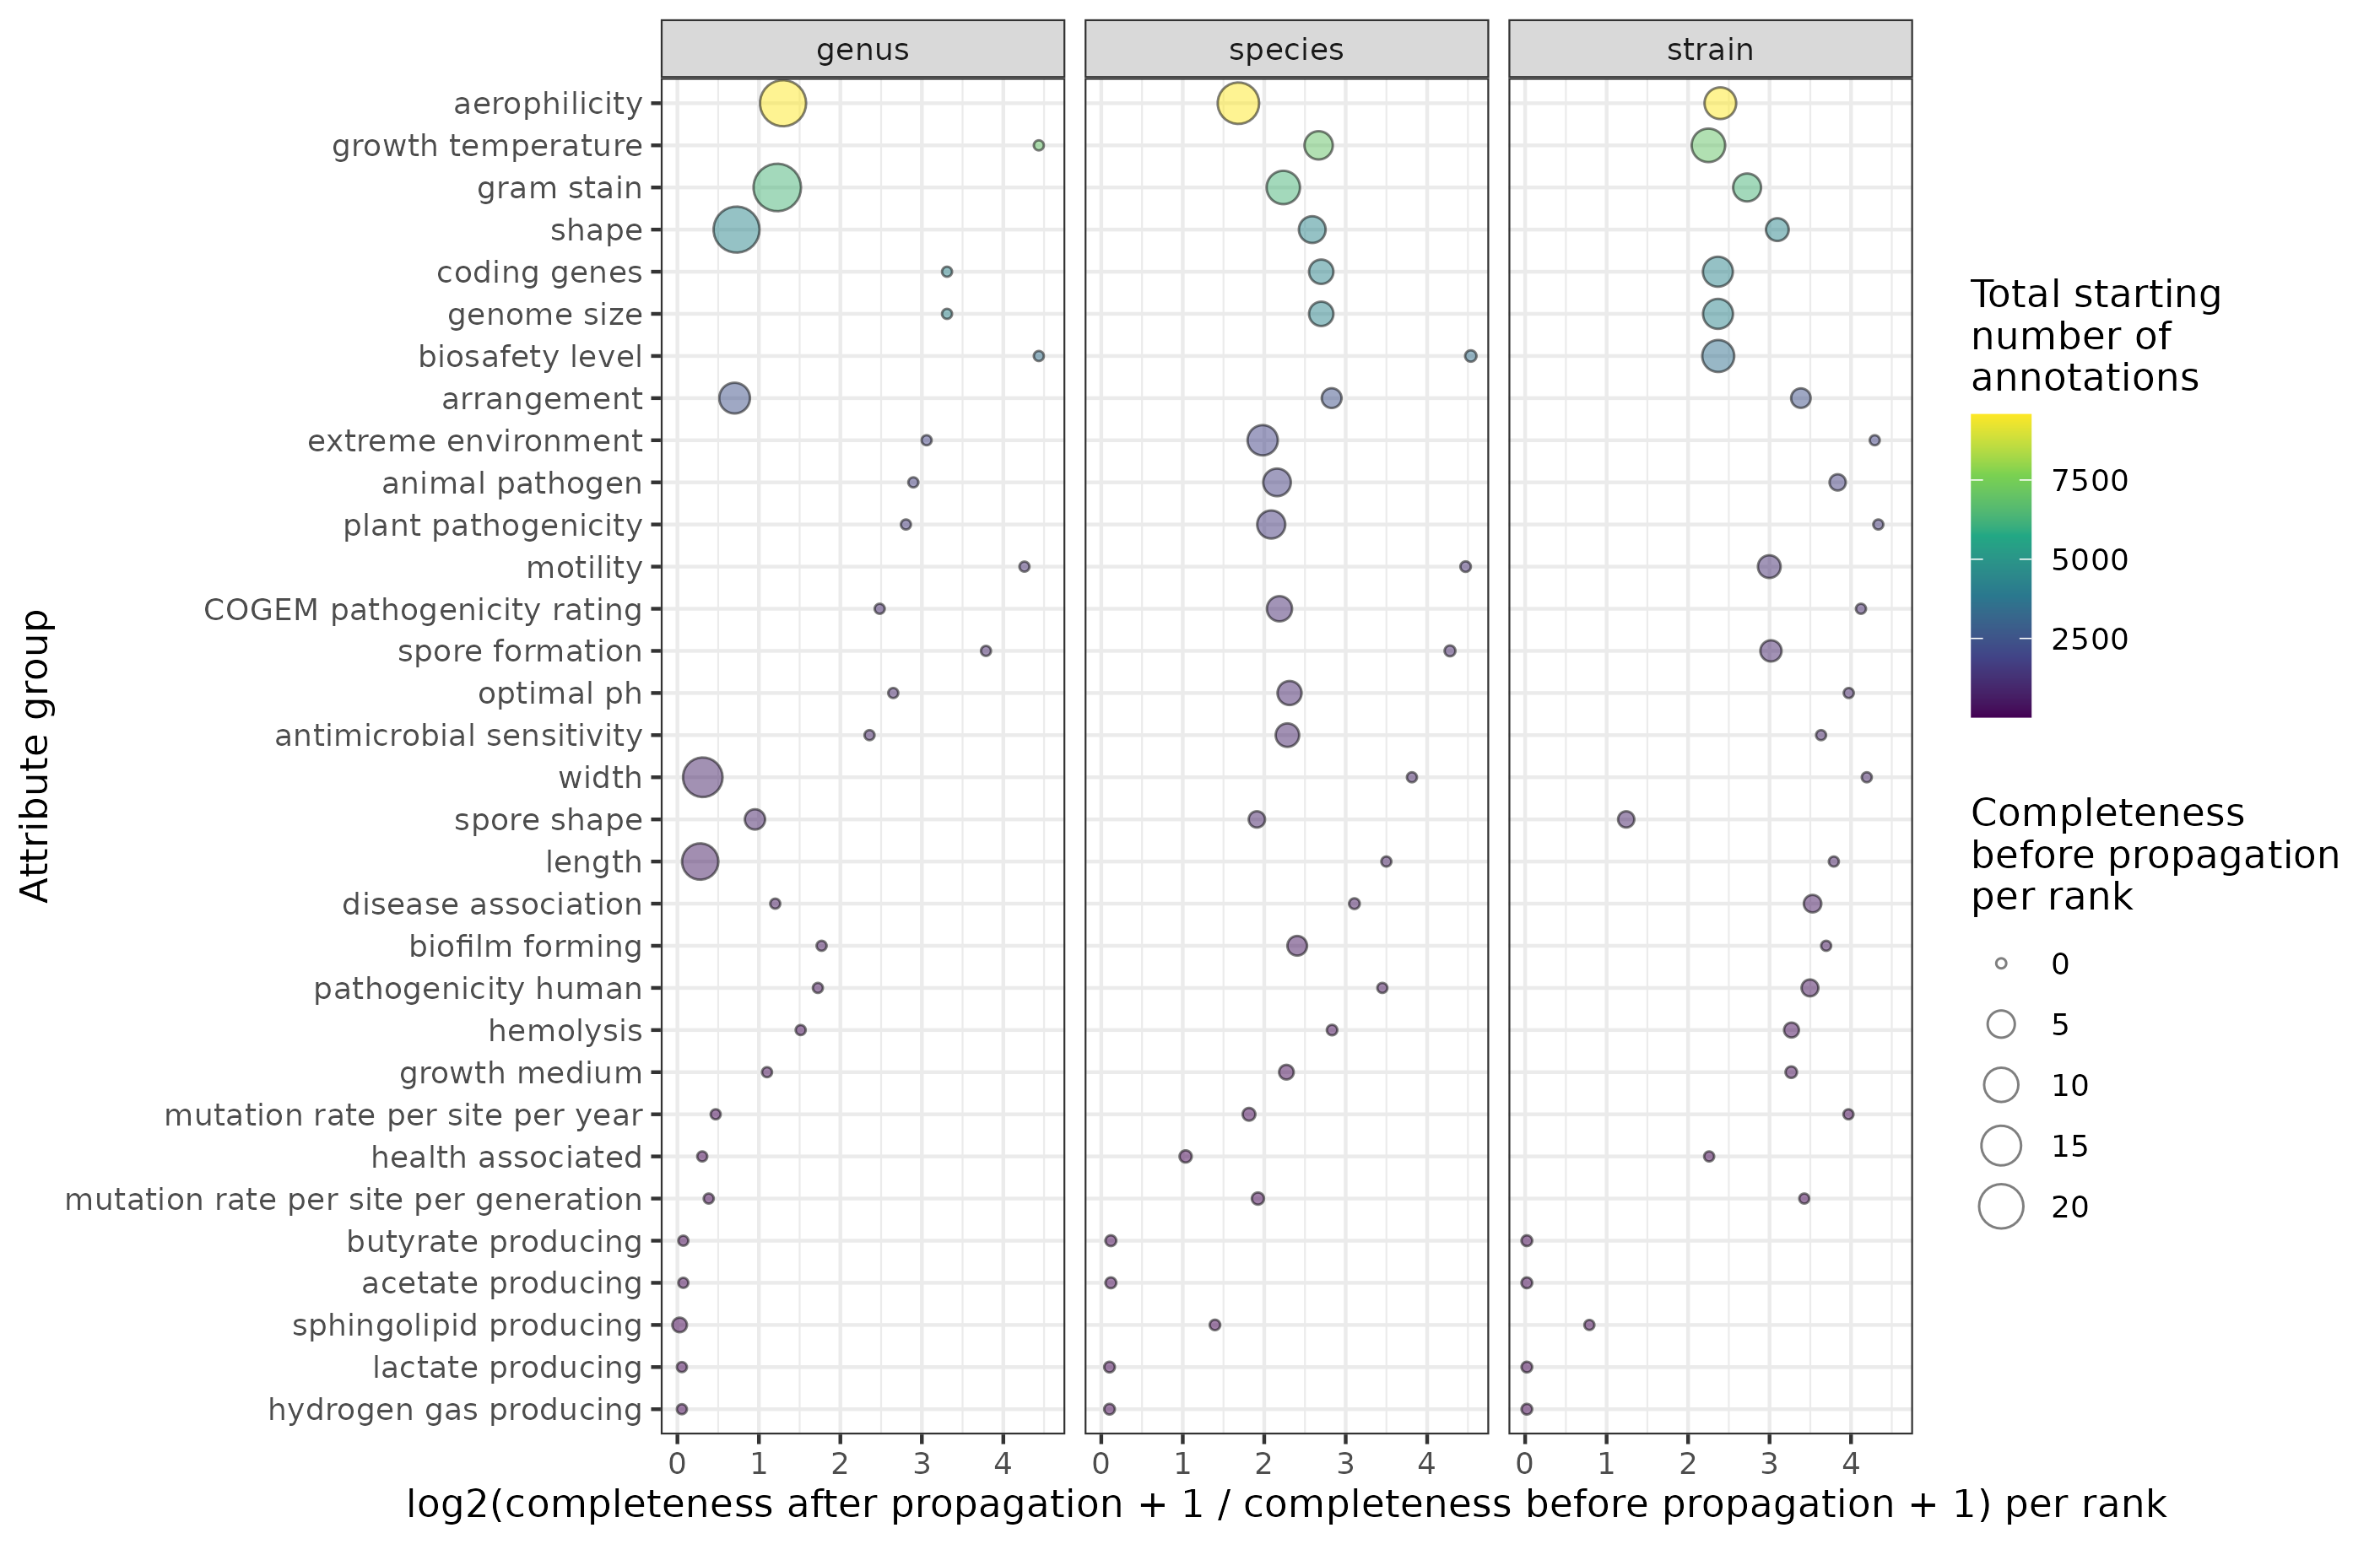 genus
species
strain
aerophilicity
growth temperature
gram stain
shape
coding genes
genome size
biosafety level
arrangement
extreme environment
animal pathogen
plant pathogenicity
motility
COGEM pathogenicity rating
spore formation
optimal ph
antimicrobial sensitivity
width
spore shape
length
disease association
biofilm forming
pathogenicity human
hemolysis
growth medium
mutation rate per site per year
health associated
mutation rate per site per generation
butyrate producing
acetate producing
sphingolipid producing
lactate producing
hydrogen gas producing
Attribute group
0 1 2 3 4
0 1 2 3 4
0 1 2 3 4
log2(completeness after propagation + 1 / completeness before propagation + 1) per rank
Total starting
number of
annotations
7500
5000
2500
Completeness
before propagation
per rank
0
5
10
15
20